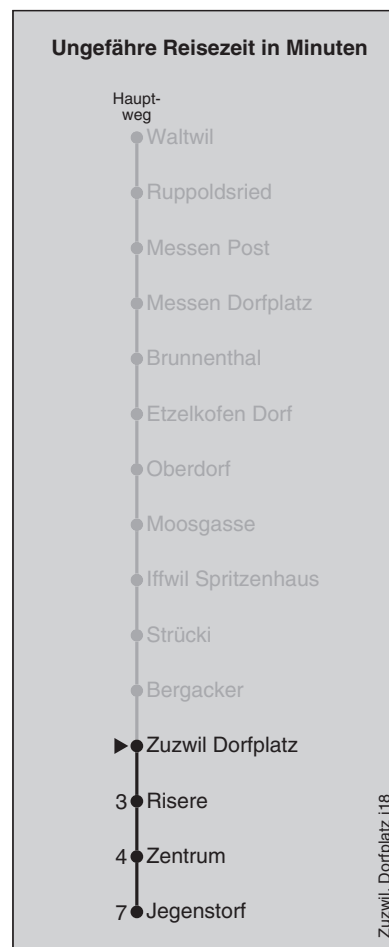 Ungefähre Reisezeit in Minuten
Haupt-
weg
Waltwil
Ruppoldsried
Messen Post
Messen Dorfplatz
Brunnenthal
Etzelkofen Dorf
Oberdorf
Moosgasse
Iffwil Spritzenhaus
Strücki
Bergacker
Zuzwil Dorfplatz
3 Risere
4 Zentrum
7 Jegenstorf
Zuzwil, Dorfplatz j18